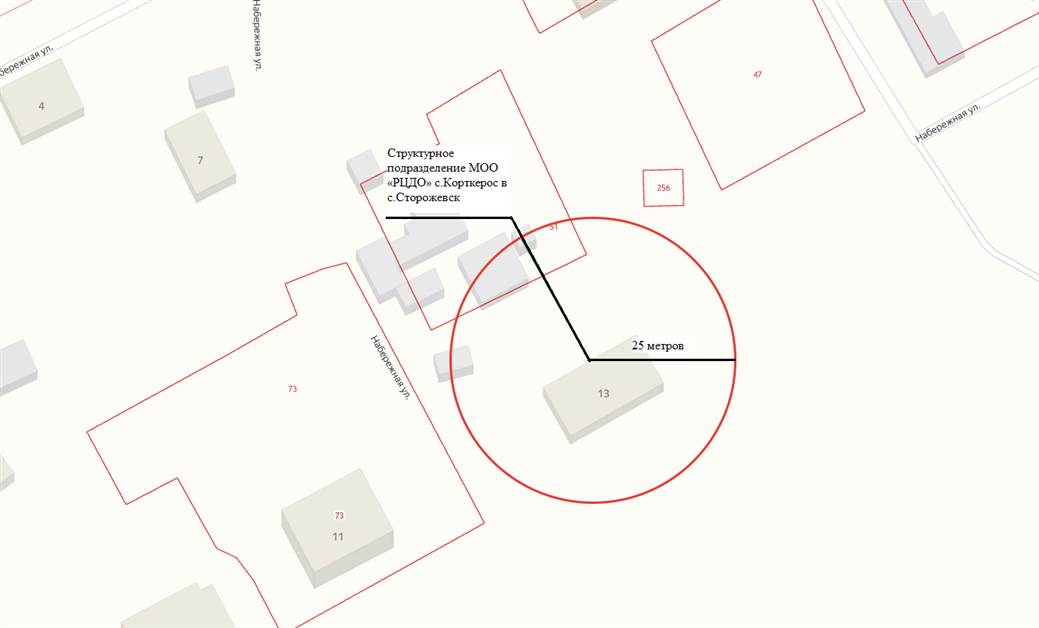 Набережная ул.
бережная ул.
4
7
47
Набережная ул.
Структурное
подразделение МОО
«РЦДО» с.Корткерос в
с.Сторожевск
256
51
25 метров
Набережная ул.
73
13
73
11